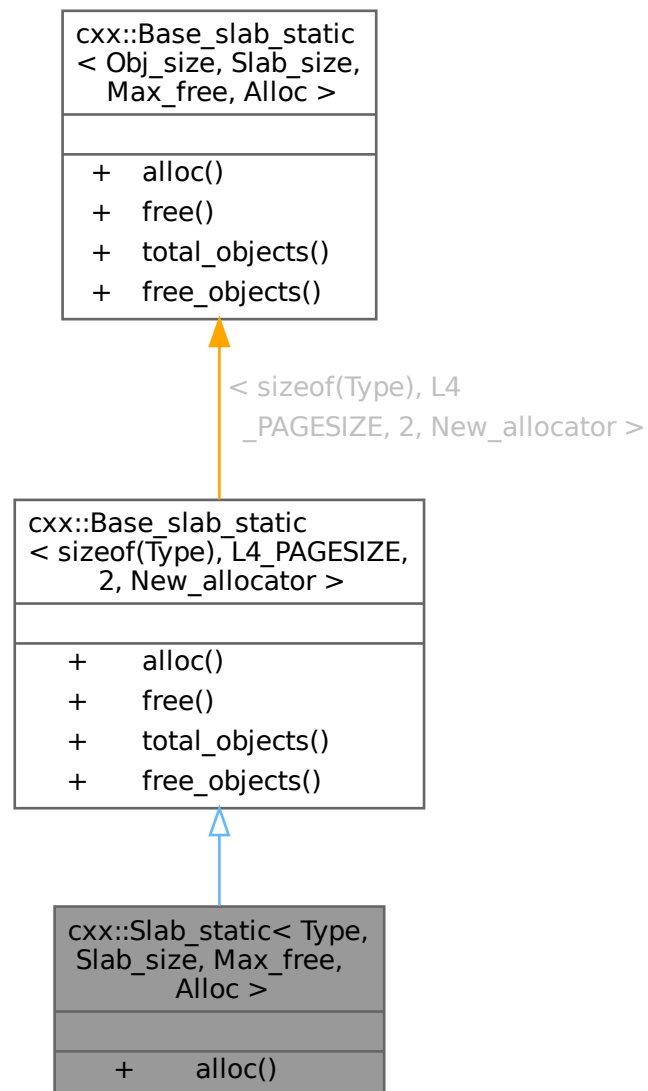 cxx::Base_slab_static
< Obj_size, Slab_size,
Max_free, Alloc >
+ alloc()
+ free()
+ total_objects()
+ free_objects()
< sizeof(Type), L4
_PAGESIZE, 2, New_allocator >
cxx::Base_slab_static
< sizeof(Type), L4_PAGESIZE,
2, New_allocator >
+ alloc()
+ free()
+ total_objects()
+ free_objects()
cxx::Slab_static< Type,
Slab_size, Max_free,
Alloc >
+ alloc()